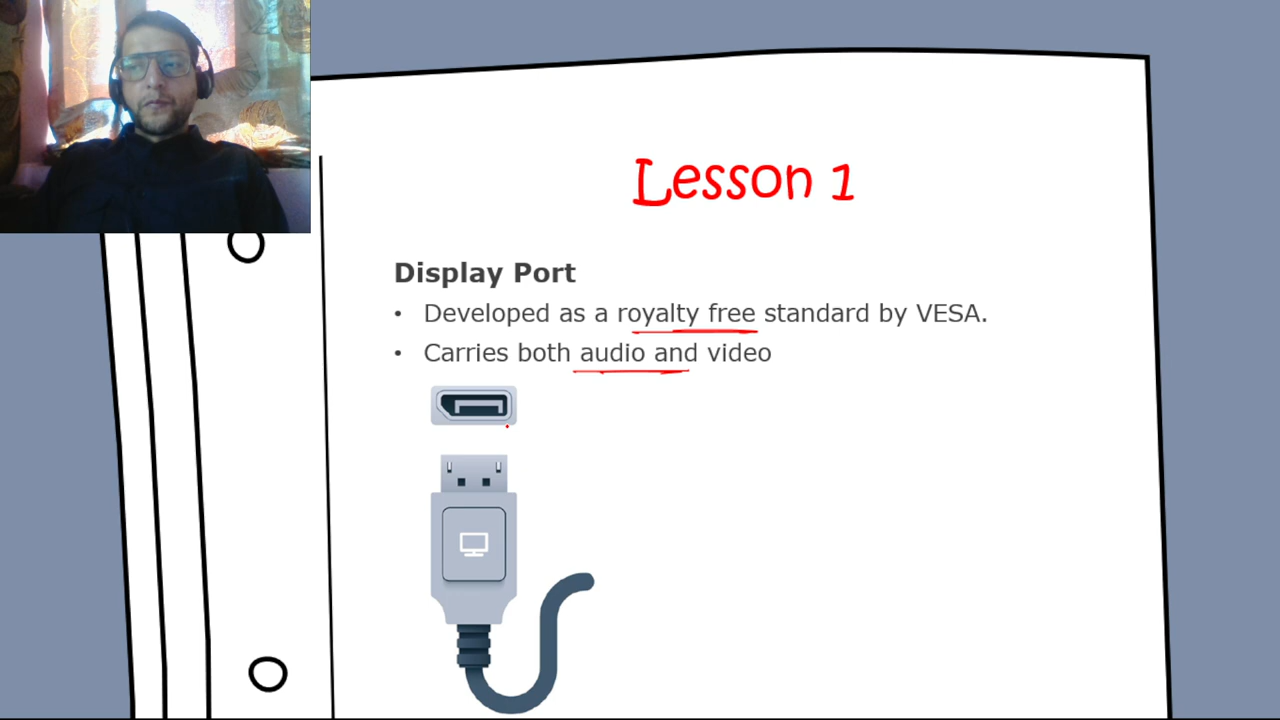 Lesson 1
Display Port
• Developed as a royalty free standard by VESA.
• Carries both audio and video